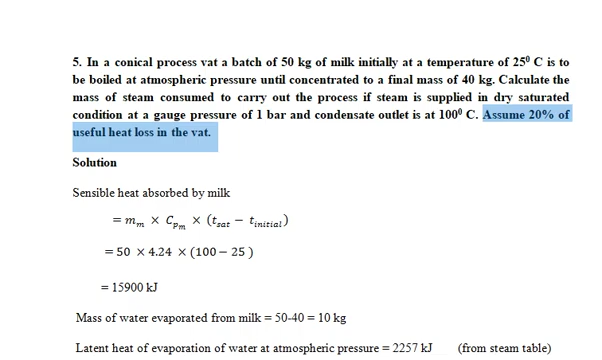 5. In a conical process vat a batch of 50 kg of milk initially at a temperature of 25⁰ C is to
be boiled at atmospheric pressure until concentrated to a final mass of 40 kg. Calculate the
mass of steam consumed to carry out the process if steam is supplied in dry saturated
condition at a gauge pressure of 1 bar and condensate outlet is at 100⁰ C. Assume 20% of
useful heat loss in the vat.
Solution
Sensible heat absorbed by milk
= mₘ × Cₚₘ × (t_sat − t_initial)
= 50 × 4.24 × (100 − 25 )
= 15900 kJ
Mass of water evaporated from milk = 50-40 = 10 kg
Latent heat of evaporation of water at atmospheric pressure = 2257 kJ (from steam table)